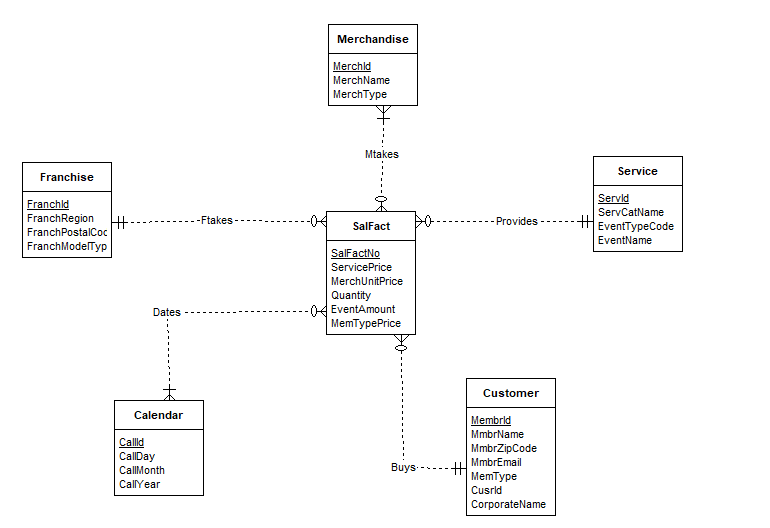 Merchandise
MerchId
MerchName
MerchType
Mtakes
Franchise
FranchId
FranchRegion
FranchPostalCoc
FranchModelTyp
Ftakes
Service
ServId
ServCatName
EventTypeCode
EventName
Provides
SalFact
SalFactNo
ServicePrice
MerchUnitPrice
Quantity
EventAmount
MemTypePrice
Dates
Calendar
CallId
CallDay
CallMonth
CallYear
Buys
Customer
MembrId
MmbrName
MmbrZipCode
MmbrEmail
MemType
CusrId
CorporateName